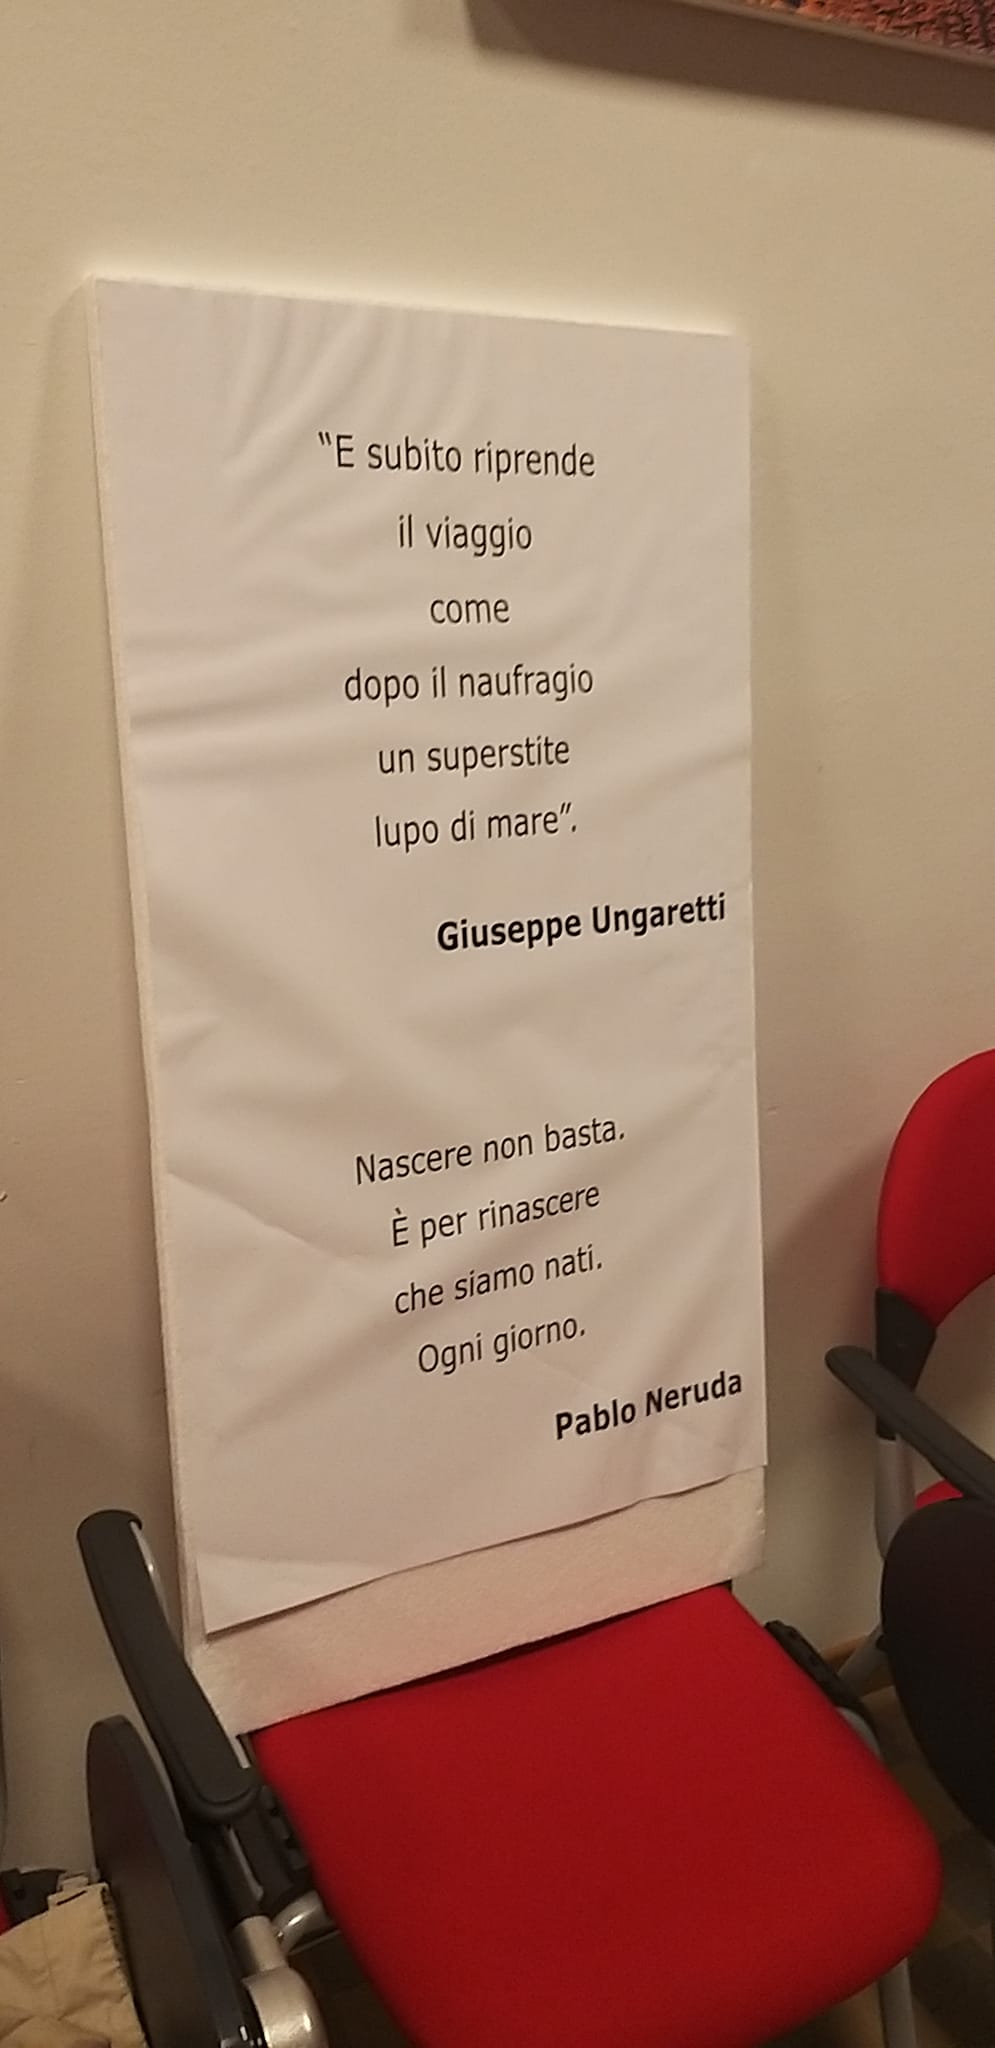 "E subito riprende
il viaggio
come
dopo il naufragio
un superstite
lupo di mare".
Giuseppe Ungaretti
Nascere non basta.
È per rinascere
che siamo nati.
Ogni giorno.
Pablo Neruda